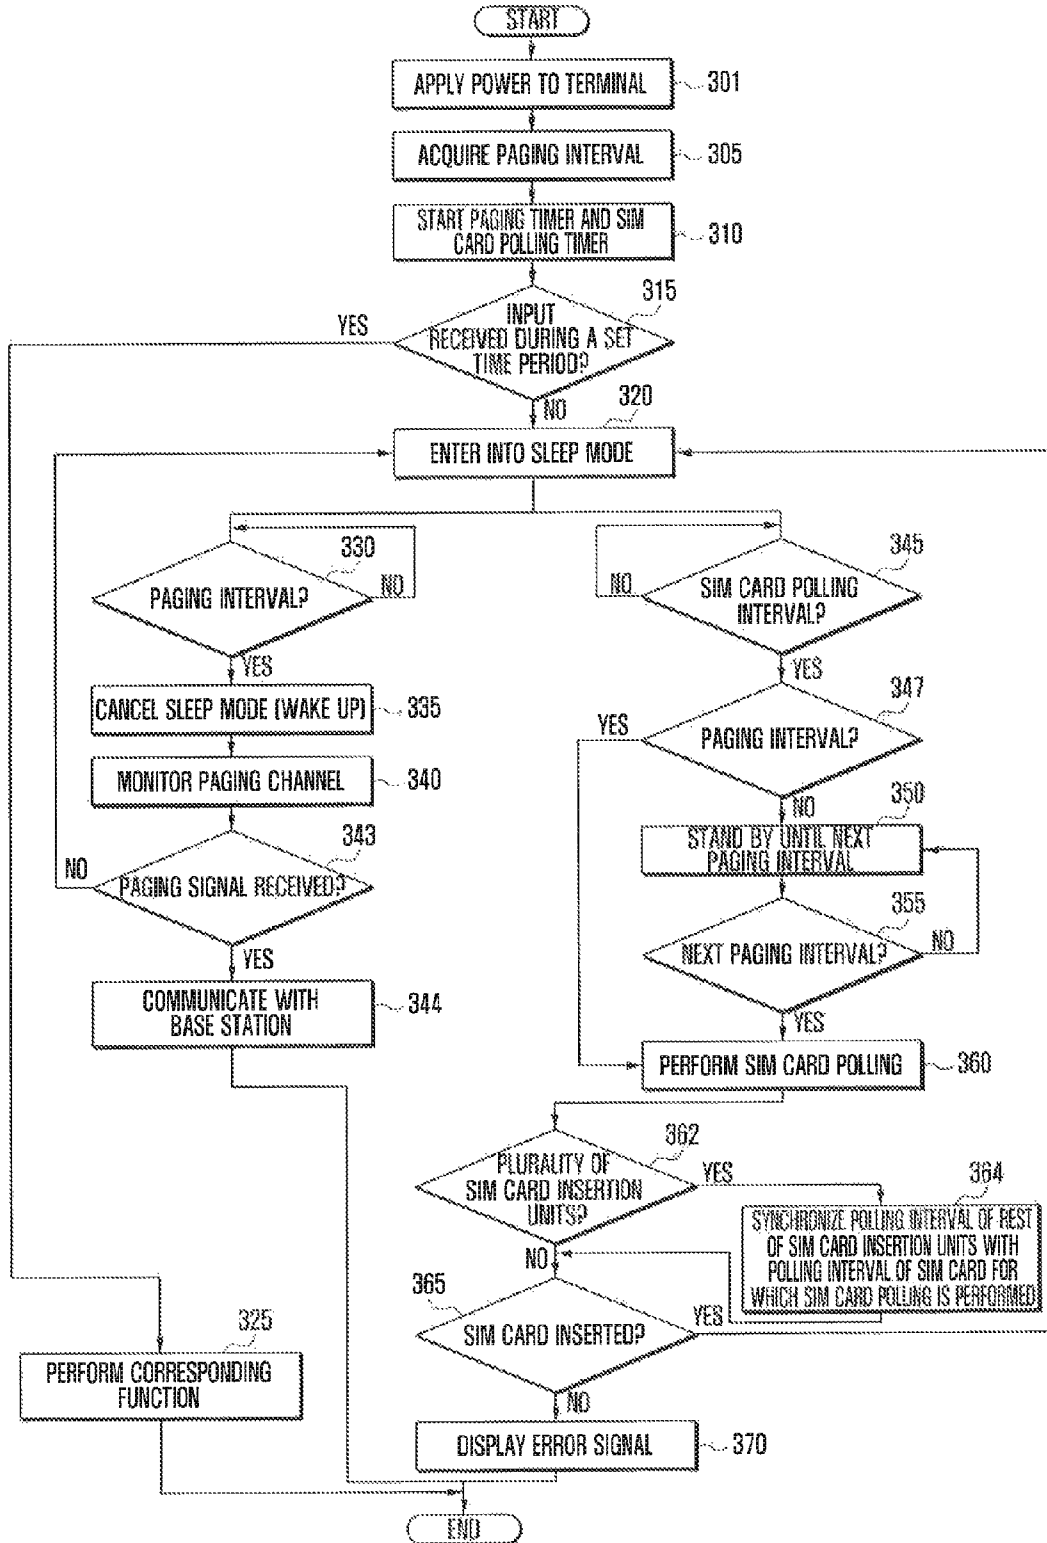 START
APPLY POWER TO TERMINAL
301
ACQUIRE PAGING INTERVAL
305
START PAGING TIMER AND SIM
CARD POLLING TIMER
310
315
INPUT
RECEIVED DURING A SET
TIME PERIOD?
YES
NO
320
ENTER INTO SLEEP MODE
330
PAGING INTERVAL?
NO
YES
CANCEL SLEEP MODE (WAKE UP)
335
MONITOR PAGING CHANNEL
340
343
PAGING SIGNAL RECEIVED?
NO
YES
COMMUNICATE WITH
BASE STATION
344
345
SIM CARD POLLING
INTERVAL?
NO
YES
347
PAGING INTERVAL?
YES
NO
350
STAND BY UNTIL NEXT
PAGING INTERVAL
355
NEXT PAGING INTERVAL?
NO
YES
PERFORM SIM CARD POLLING
360
362
PLURALITY OF
SIM CARD INSERTION
UNITS?
YES
NO
364
SYNCHRONIZE POLLING INTERVAL OF REST
OF SIM CARD INSERTION UNITS WITH
POLLING INTERVAL OF SIM CARD FOR
WHICH SIM CARD POLLING IS PERFORMED
365
SIM CARD INSERTED?
YES
NO
325
PERFORM CORRESPONDING
FUNCTION
DISPLAY ERROR SIGNAL
370
END